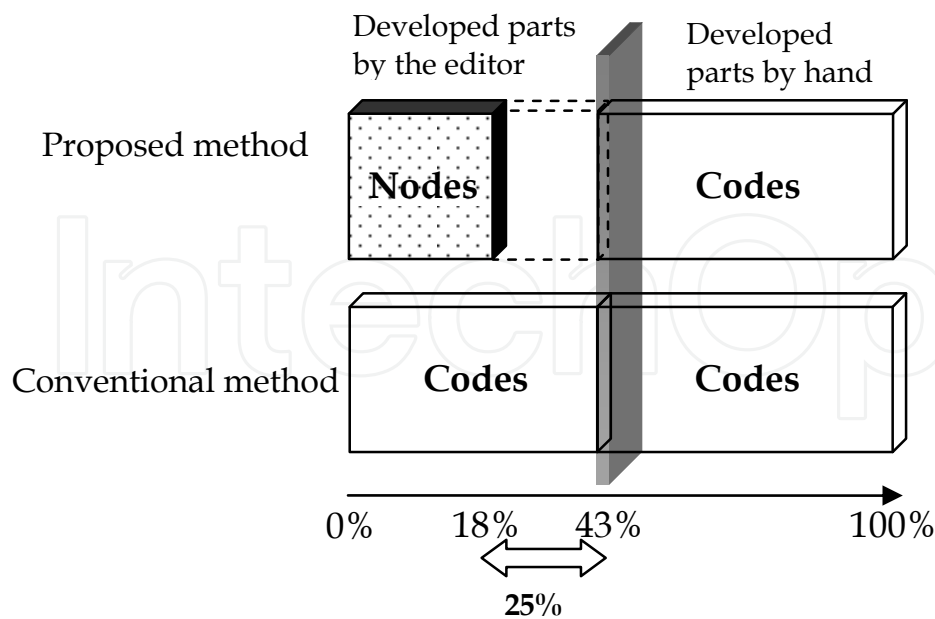 Developed parts
by the editor
Developed
parts by hand
Proposed method
Nodes
Codes
IntechOp
Conventional method
Codes
Codes
0%
18%
43%
100%
25%